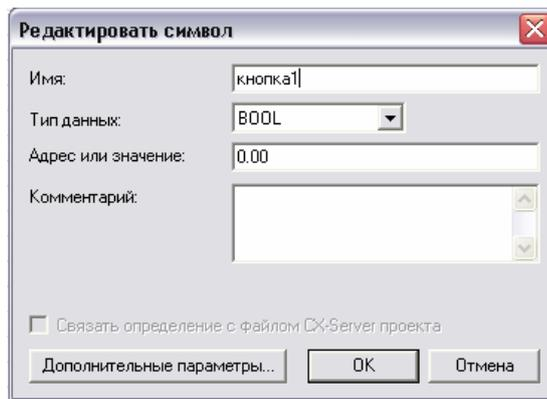 Редактировать символ
Имя: кнопка1
Тип данных: BOOL
Адрес или значение: 0.00
Комментарий:
Связать определение с файлом CX-Server проекта
Дополнительные параметры... OK Отмена